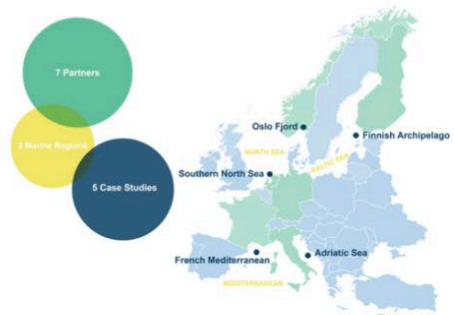 7 Partners
3 Marine Regions
5 Case Studies
Oslo Fjord
Finnish Archipelago
NORTH SEA
BALTIC SEA
Southern North Sea
French Mediterranean
Adriatic Sea
MEDITERRANEAN